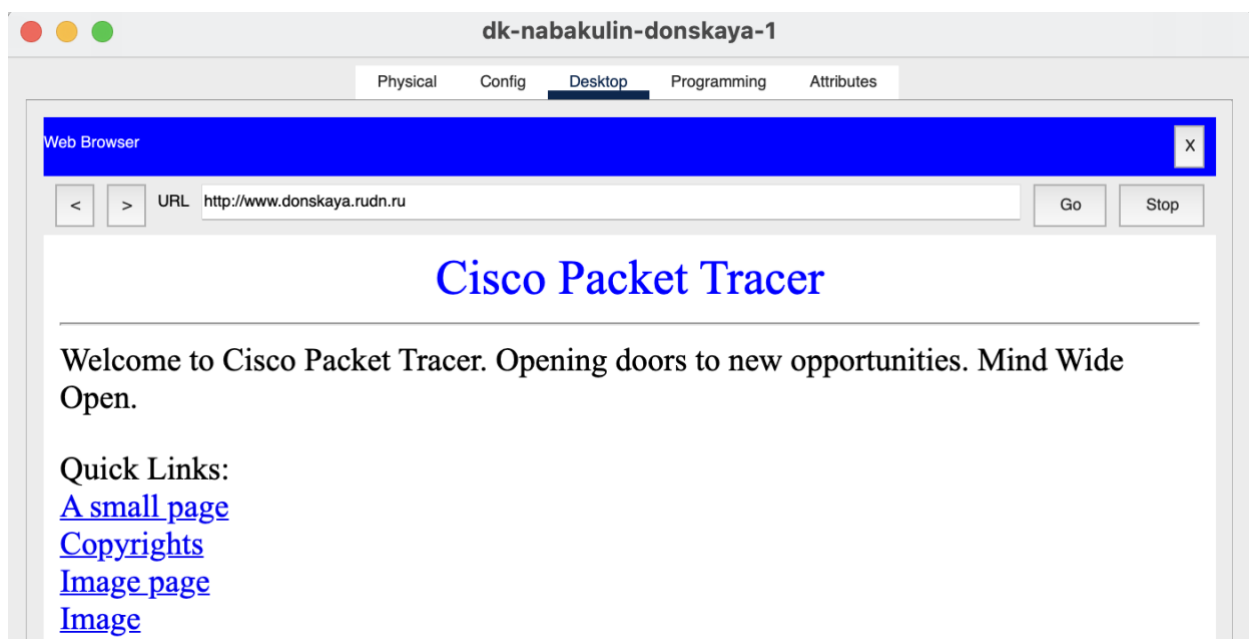 dk-nabakulin-donskaya-1
Physical Config Desktop Programming Attributes
Web Browser X
< > URL http://www.donskaya.rudn.ru Go Stop
Cisco Packet Tracer
Welcome to Cisco Packet Tracer. Opening doors to new opportunities. Mind Wide
Open.
Quick Links:
A small page
Copyrights
Image page
Image